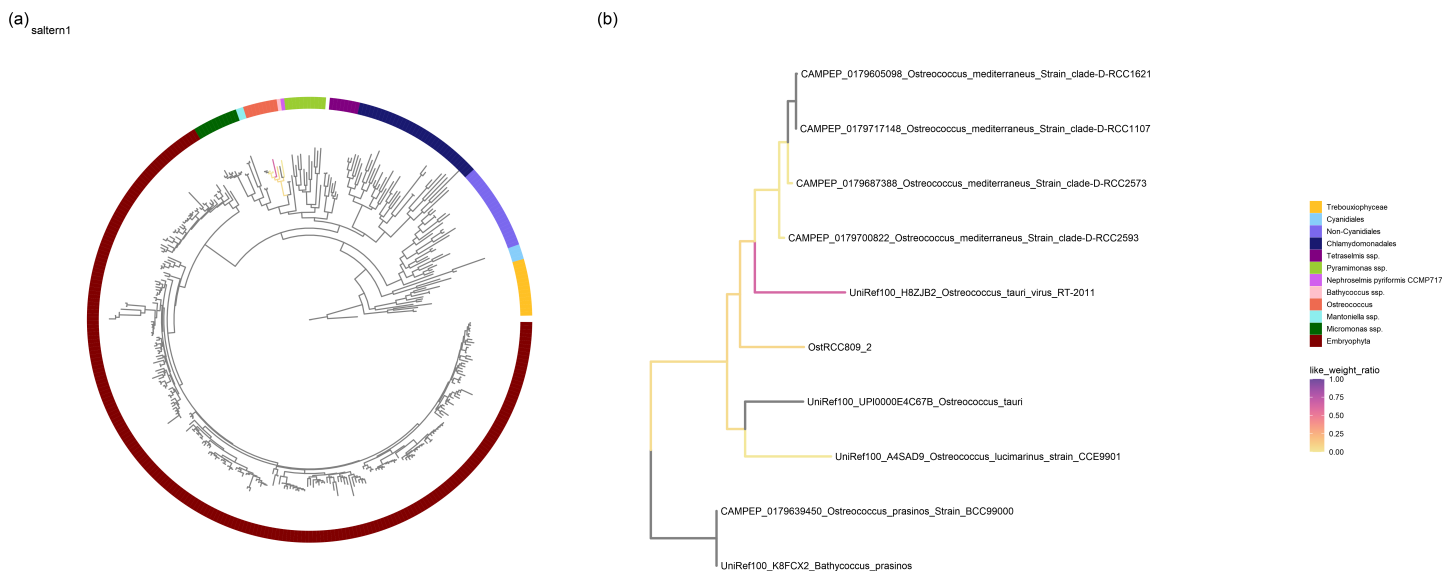 (a)
saltern1
(b)
CAMPEP_0179605098_Ostreococcus_mediterraneus_Strain_clade-D-RCC1621
CAMPEP_0179717148_Ostreococcus_mediterraneus_Strain_clade-D-RCC1107
CAMPEP_0179687388_Ostreococcus_mediterraneus_Strain_clade-D-RCC2573
CAMPEP_0179700822_Ostreococcus_mediterraneus_Strain_clade-D-RCC2593
UniRef100_H8ZJB2_Ostreococcus_tauri_virus_RT-2011
OstRCC809_2
UniRef100_UPI0000E4C67B_Ostreococcus_tauri
UniRef100_A4SAD9_Ostreococcus_lucimarinus_strain_CCE9901
CAMPEP_0179639450_Ostreococcus_prasinos_Strain_BCC99000
UniRef100_K8FCX2_Bathycoccus_prasinos
Trebouxiophyceae
Cyanidiales
Non-Cyanidiales
Chlamydomonadales
Tetraselmis ssp.
Pyramimonas ssp.
Nephroselmis pyriformis CCMP717
Bathycoccus ssp.
Ostreococcus
Mantoniella ssp.
Micromonas ssp.
Embryophyta
like_weight_ratio
1.00
0.75
0.50
0.25
0.00